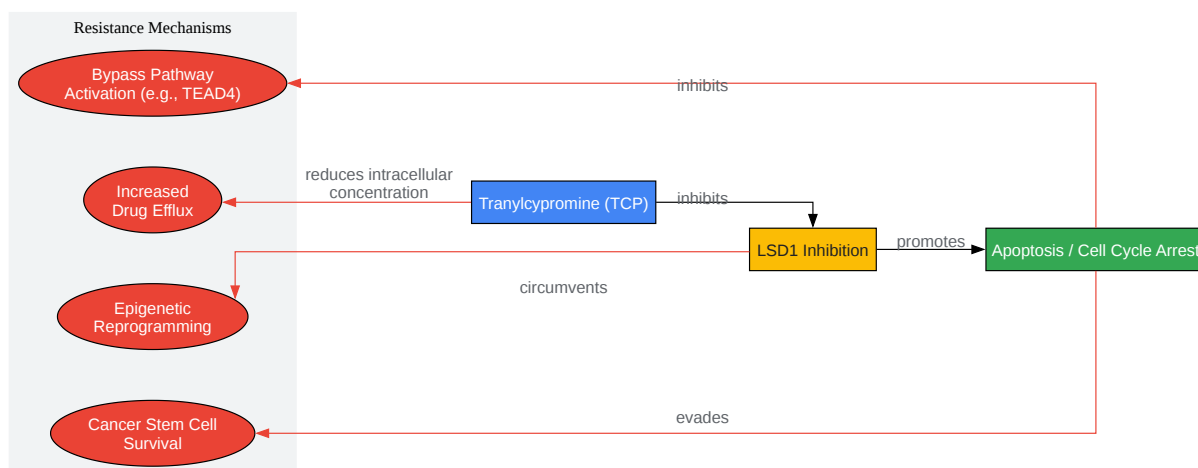 Resistance Mechanisms
Bypass Pathway
Activation (e.g., TEAD4)
inhibits
Increased
Drug Efflux
reduces intracellular
concentration
Tranylcypromine (TCP)
inhibits
LSD1 Inhibition
promotes
Apoptosis / Cell Cycle Arrest
circumvents
Epigenetic
Reprogramming
evades
Cancer Stem Cell
Survival